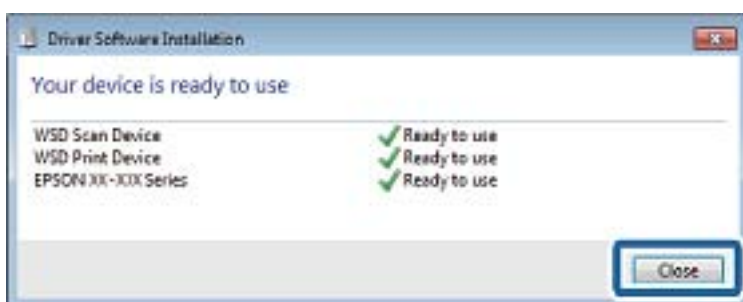 Driver Software Installation
Your device is ready to use
WSD Scan Device Ready to use
WSD Print Device Ready to use
EPSON XX-XXX Series Ready to use
Close